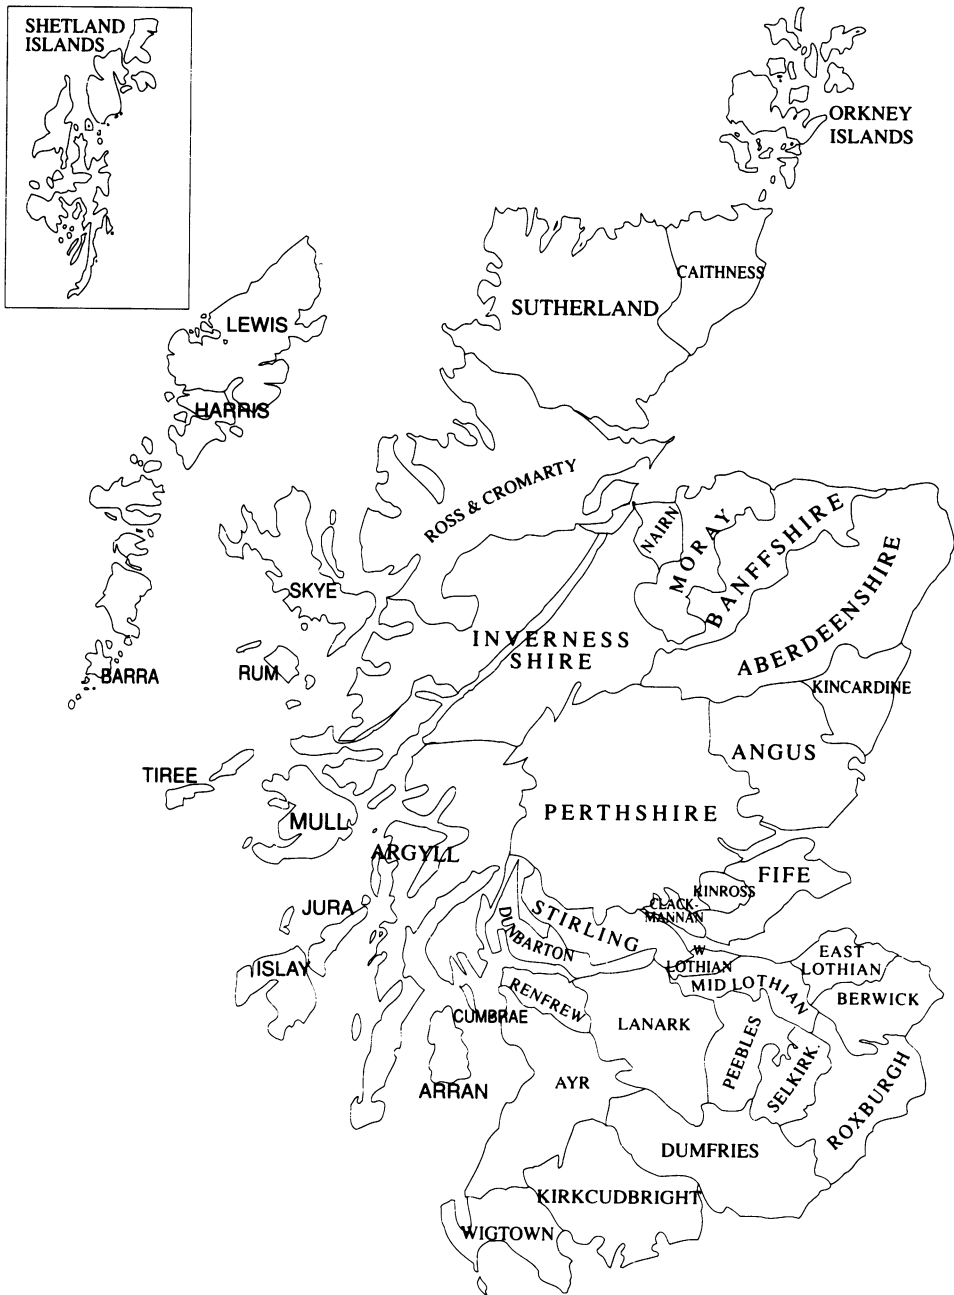 SHETLAND
ISLANDS
ORKNEY
ISLANDS
CAITHNESS
SUTHERLAND
LEWIS
HARRIS
ROSS & CROMARTY
NAIRN
MORAY
BANFFSHIRE
ABERDEENSHIRE
SKYE
INVERNESS
SHIRE
RUM
BARRA
KINCARDINE
ANGUS
TIREE
MULL
PERTHSHIRE
ARGYLL
FIFE
KINROSS
CLACK-
MANNAN
JURA
STIRLING
DUNBARTON
W
LOTHIAN
EAST
LOTHIAN
ISLAY
MID LOTHIAN
RENFREW
BERWICK
CUMBRAE
LANARK
PEEBLES
SELKIRK.
ROXBURGH
ARRAN
AYR
DUMFRIES
KIRKCUDBRIGHT
WIGTOWN